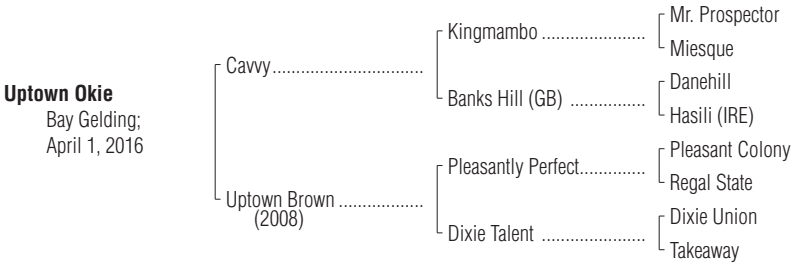 Mr. Prospector
Kingmambo ......................
Miesque
Cavvy...............................
Danehill
Banks Hill (GB) ................
Hasili (IRE)
Uptown Okie
Bay Gelding;
April 1, 2016
Pleasant Colony
Pleasantly Perfect..............
Regal State
Uptown Brown ..................
(2008)
Dixie Union
Dixie Talent ......................
Takeaway